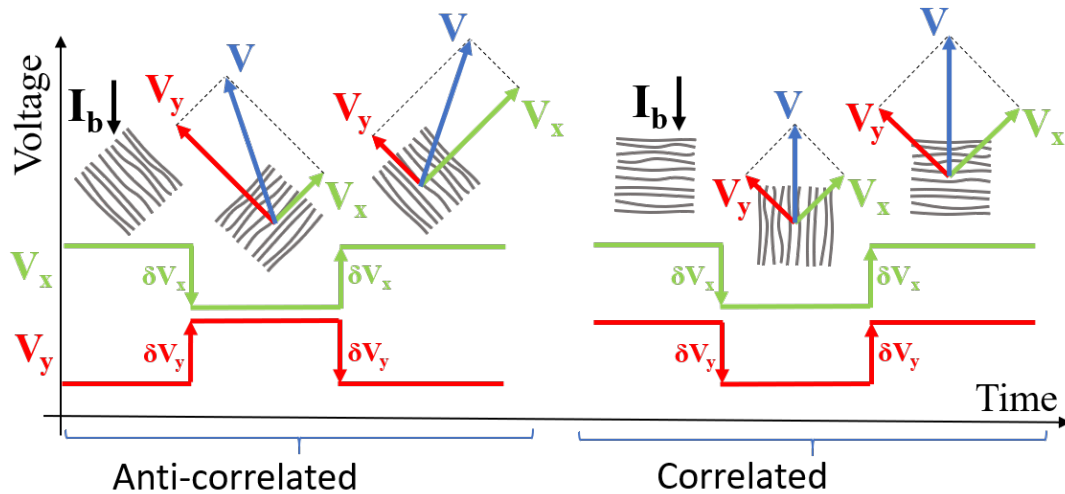 Voltage
I_b
V_y
V
V_x
V_y
V
V_x
I_b
V_y
V
V_x
V_y
V
V_x
V_x
δV_x
δV_x
δV_x
δV_x
V_y
δV_y
δV_y
δV_y
δV_y
Time
Anti-correlated
Correlated